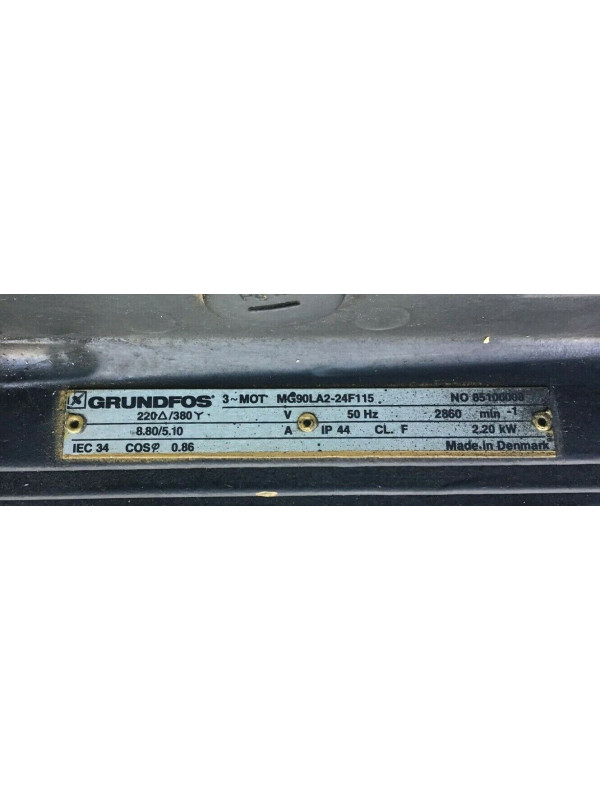 GRUNDFOS 3~MOT MG90LA2-24F115 NO 85100008
220△/380Y V 50 Hz 2860 min -1
8.80/5.10 A IP 44 CL. F 2.20 kW
IEC 34 COSφ 0.86 Made in Denmark